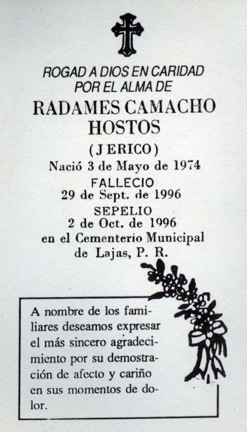 ROGAD A DIOS EN CARIDAD
POR EL ALMA DE
RADAMES CAMACHO
HOSTOS
(JERICO)
Nació 3 de Mayo de 1974
FALLECIO
29 de Sept. de 1996
SEPELIO
2 de Oct. de 1996
en el Cementerio Municipal
de Lajas, P. R.
A nombre de los fami-
liares deseamos expresar
el más sincero agradeci-
miento por su demostra-
ción de afecto y cariño
en sus momentos de do-
lor.